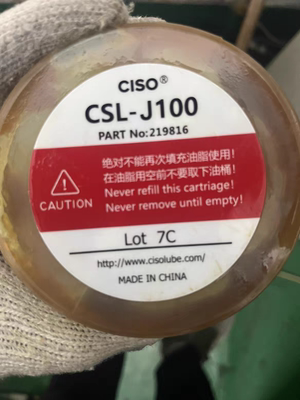 CISO®
CSL-J100
PART No:219816
绝对不能再次填充油脂使用!
在油脂用空前不要取下油桶!
CAUTION
Never refill this cartriage!
Never remove until empty!
Lot 7C
http://www.cisolube.com/
MADE IN CHINA